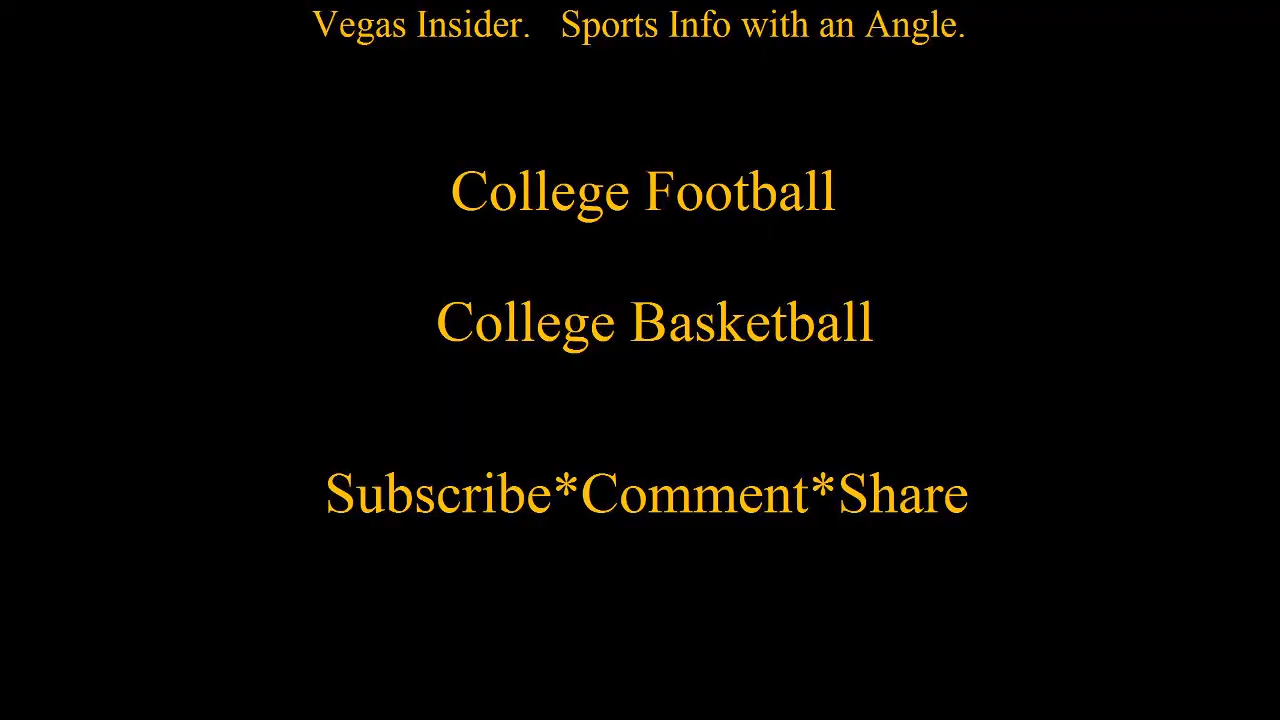 Vegas Insider.   Sports Info with an Angle.
College Football
College Basketball
Subscribe*Comment*Share